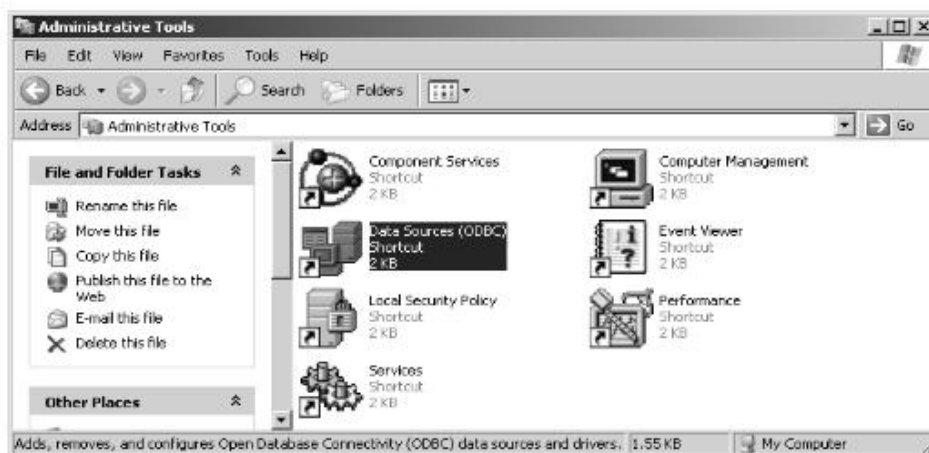 Administrative Tools
File Edit View Favorites Tools Help
Back Search Folders
Address Administrative Tools Go
File and Folder Tasks
Rename this file
Move this file
Copy this file
Publish this file to the
Web
E-mail this file
Delete this file
Other Places
Component Services
Shortcut
2 KB
Computer Management
Shortcut
2 KB
Data Sources (ODBC)
Shortcut
2 KB
Event Viewer
Shortcut
2 KB
Local Security Policy
Shortcut
2 KB
Performance
Shortcut
2 KB
Services
Shortcut
2 KB
Adds, removes, and configures Open Database Connectivity (ODBC) data sources and drivers. 1.55 KB My Computer